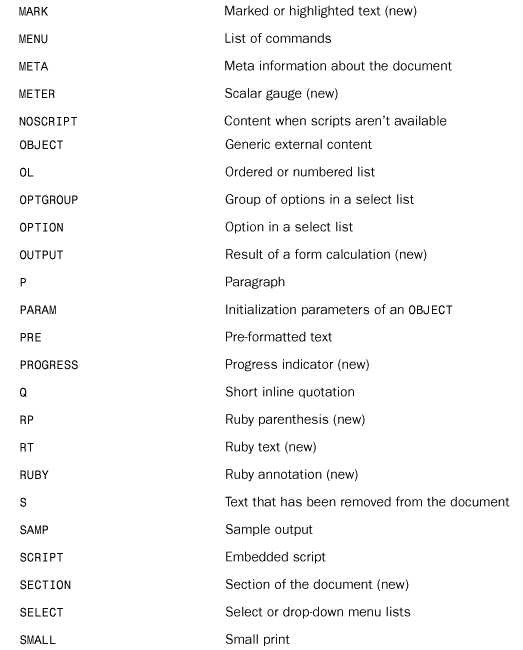 MARK Marked or highlighted text (new)
MENU List of commands
META Meta information about the document
METER Scalar gauge (new)
NOSCRIPT Content when scripts aren’t available
OBJECT Generic external content
OL Ordered or numbered list
OPTGROUP Group of options in a select list
OPTION Option in a select list
OUTPUT Result of a form calculation (new)
P Paragraph
PARAM Initialization parameters of an OBJECT
PRE Pre-formatted text
PROGRESS Progress indicator (new)
Q Short inline quotation
RP Ruby parenthesis (new)
RT Ruby text (new)
RUBY Ruby annotation (new)
S Text that has been removed from the document
SAMP Sample output
SCRIPT Embedded script
SECTION Section of the document (new)
SELECT Select or drop-down menu lists
SMALL Small print